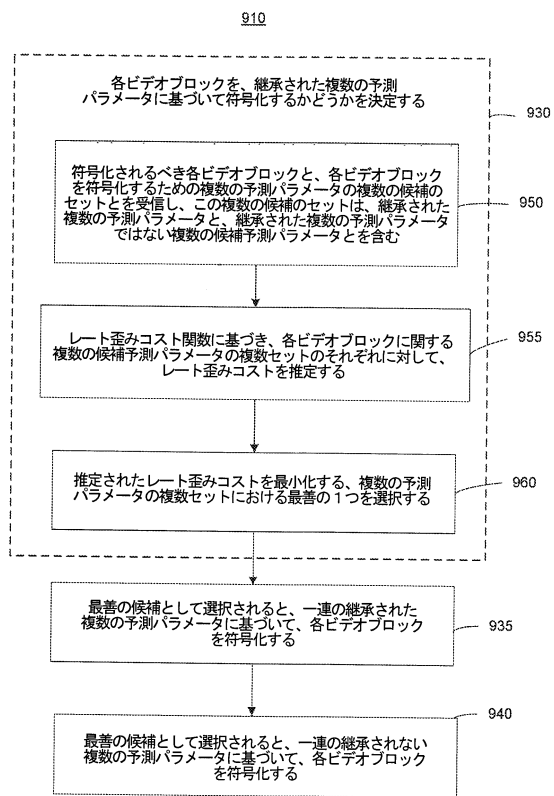 910
各ビデオブロックを、継承された複数の予測
パラメータに基づいて符号化するかどうかを決定する
930
符号化されるべき各ビデオブロックと、各ビデオブロック
を符号化するための複数の予測パラメータの複数の候補の
セットとを受信し、この複数の候補のセットは、継承された
複数の予測パラメータと、継承された複数の予測パラメータ
ではない複数の候補予測パラメータとを含む
950
レート歪みコスト関数に基づき、各ビデオブロックに関する
複数の候補予測パラメータの複数セットのそれぞれに対して、
レート歪みコストを推定する
955
推定されたレート歪みコストを最小化する、複数の予測
パラメータの複数セットにおける最善の1つを選択する
960
最善の候補として選択されると、一連の継承された
複数の予測パラメータに基づいて、各ビデオブロック
を符号化する
935
最善の候補として選択されると、一連の継承されない
複数の予測パラメータに基づいて、各ビデオブロック
を符号化する
940